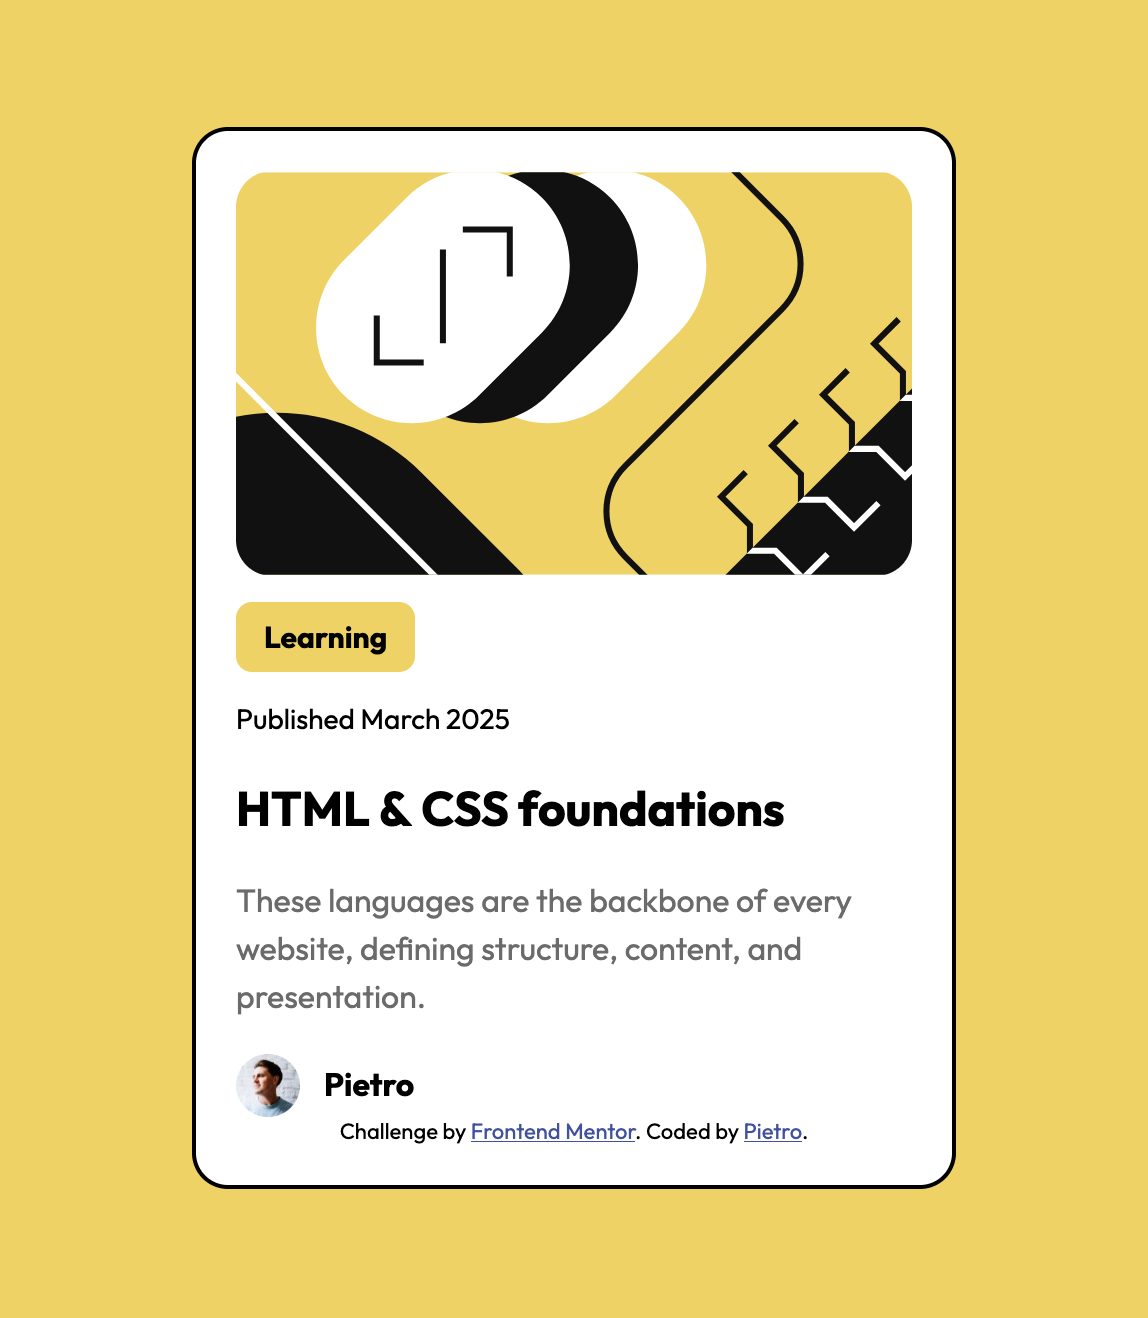 Learning
Published March 2025
HTML & CSS foundations
These languages are the backbone of every
website, defining structure, content, and
presentation.
Pietro
Challenge by Frontend Mentor. Coded by Pietro.